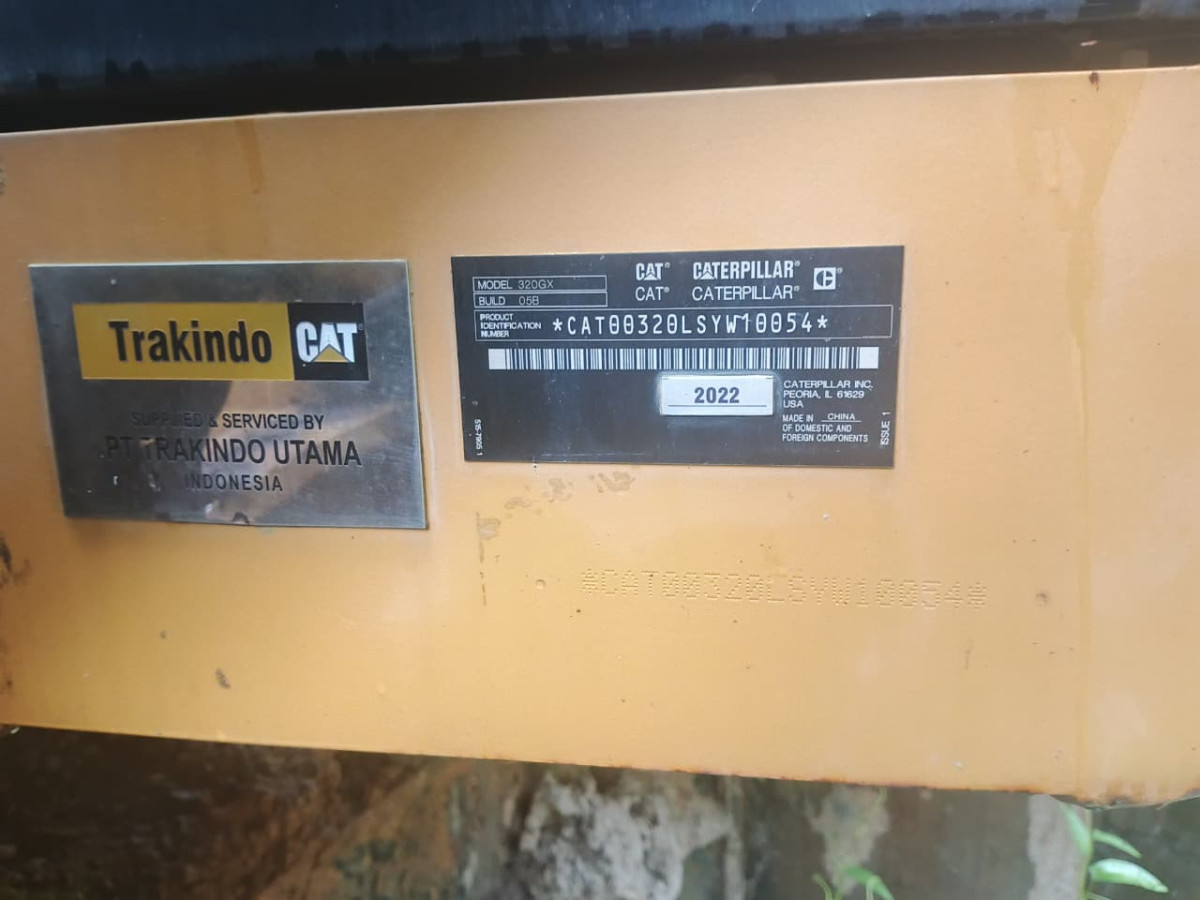 Trakindo CAT
SUPPLIED & SERVICED BY
PT TRAKINDO UTAMA
INDONESIA
CAT® CATERPILLAR® C®
CAT® CATERPILLAR®
MODEL 320GX
BUILD 05B
PRODUCT IDENTIFICATION NUMBER *CAT00320LSYW10054*
2022
CATERPILLAR INC.
PEORIA, IL 61629
USA
MADE IN CHINA
OF DOMESTIC AND
FOREIGN COMPONENTS
ISSUE 1
*CAT00320LSYW10054*